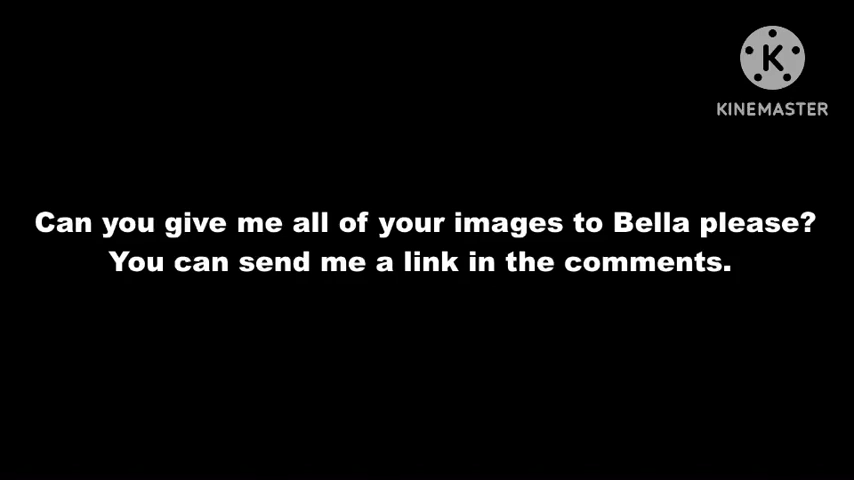 KINEMASTER
Can you give me all of your images to Bella please?
You can send me a link in the comments.